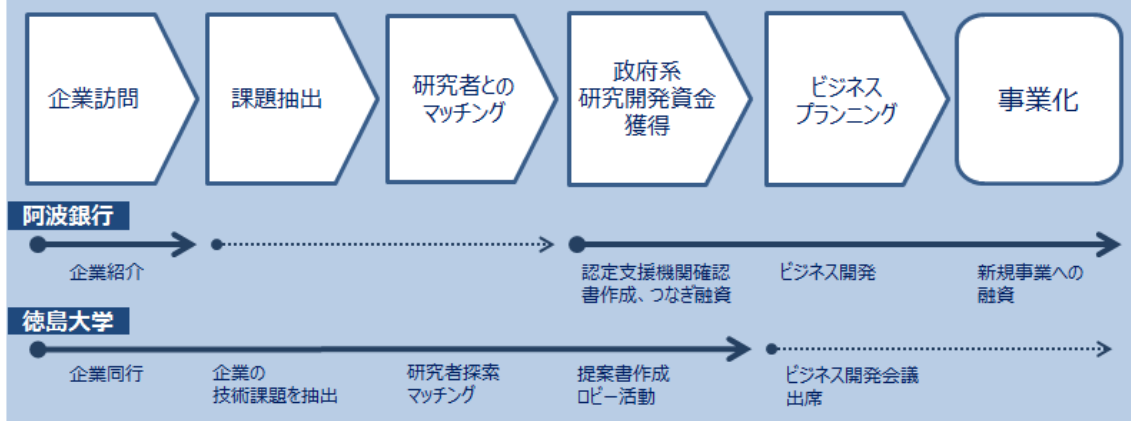 企業訪問
課題抽出
研究者との
マッチング
政府系
研究開発資金
獲得
ビジネス
プランニング
事業化
阿波銀行
企業紹介
認定支援機関確認
書作成、つなぎ融資
ビジネス開発
新規事業への
融資
徳島大学
企業同行
企業の
技術課題を抽出
研究者探索
マッチング
提案書作成
ロビー活動
ビジネス開発会議
出席